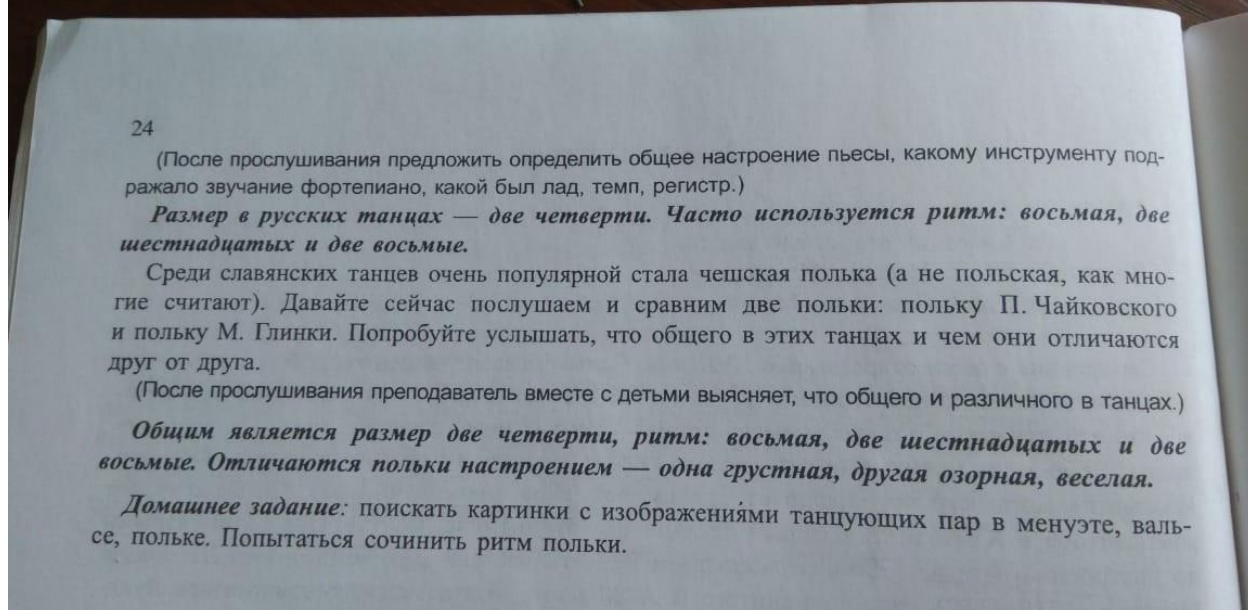 24
(После прослушивания предложить определить общее настроение пьесы, какому инструменту под-
ражало звучание фортепиано, какой был лад, темп, регистр.)
Размер в русских танцах — две четверти. Часто используется ритм: восьмая, две
шестнадцатых и две восьмые.
Среди славянских танцев очень популярной стала чешская полька (а не польская, как мно-
гие считают). Давайте сейчас послушаем и сравним две польки: польку П. Чайковского
и польку М. Глинки. Попробуйте услышать, что общего в этих танцах и чем они отличаются
друг от друга.
(После прослушивания преподаватель вместе с детьми выясняет, что общего и различного в танцах.)
Общим является размер две четверти, ритм: восьмая, две шестнадцатых и две
восьмые. Отличаются польки настроением — одна грустная, другая озорная, веселая.
Домашнее задание: поискать картинки с изображениями танцующих пар в менуэте, валь-
се, польке. Попытаться сочинить ритм польки.